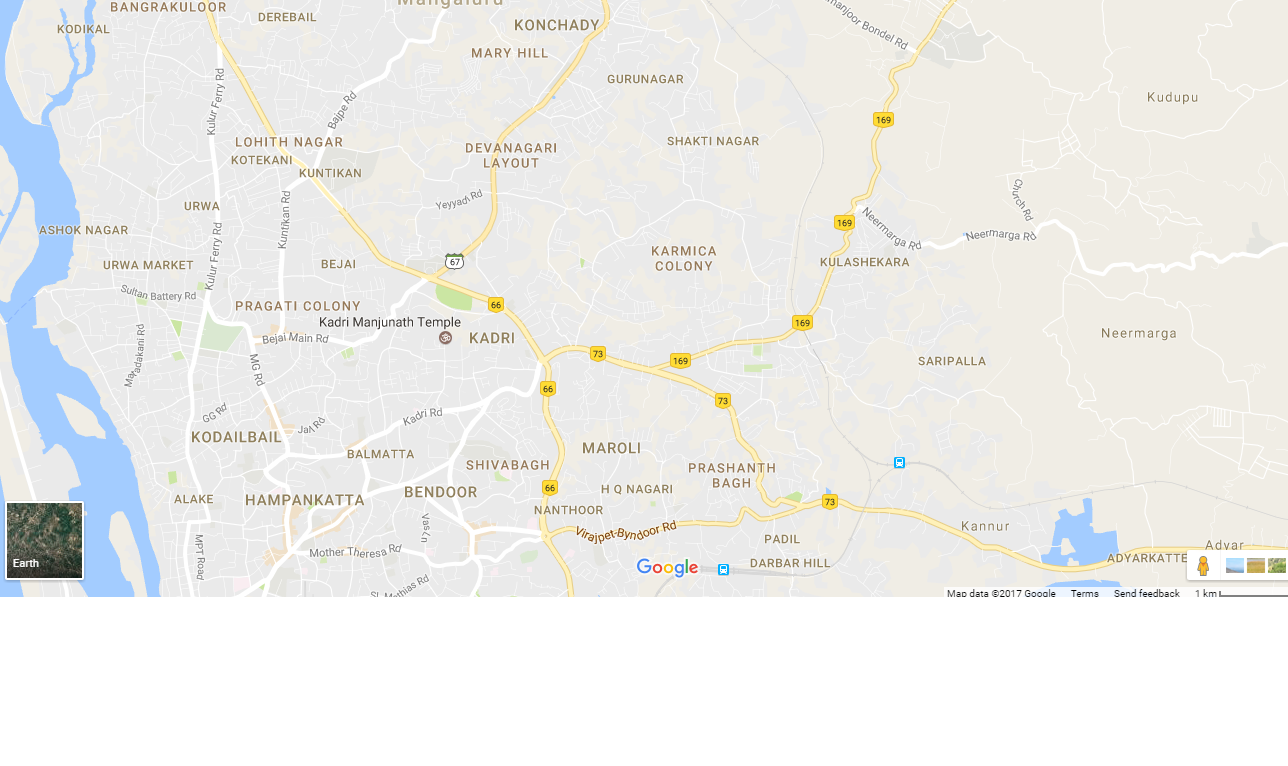 BANGRAKULOOR
Mangaluru
DEREBAIL
KODIKAL
KONCHADY
anjoor Bondel Rd
MARY HILL
GURUNAGAR
Kulur Ferry Rd
Bajpe Rd
Kudupu
169
LOHITH NAGAR
KOTEKANI
DEVANAGARI
LAYOUT
SHAKTI NAGAR
KUNTIKAN
Yeyyadi Rd
Church Rd
URWA
Kuntikan Rd
169
Neermarga Rd
Neermarga Rd
ASHOK NAGAR
Kulur Ferry Rd
URWA MARKET
BEJAI
67
KARMICA
COLONY
KULASHEKARA
Sultan Battery Rd
PRAGATI COLONY
66
Kadri Manjunath Temple
169
Bejai Main Rd
KADRI
Neermarga
73
169
SARIPALLA
MG Rd
66
73
GG Rd
Kadri Rd
Jail Rd
KODAILBAIL
MAROLI
BALMATTA
SHIVABAGH
PRASHANTH
BAGH
66
H Q NAGARI
BENDOOR
ALAKE
HAMPANKATTA
73
NANTHOOR
Vas Ln
Virajpet-Byndoor Rd
Kannur
PADIL
Mother Theresa Rd
MPT Road
Advar
ADYARKATTE
Earth
Google
DARBAR HILL
St. Mathias Rd
Map data ©2017 Google Terms Send feedback 1 km